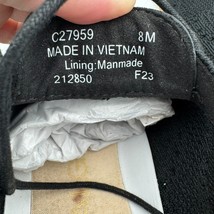 C27959 8M
MADE IN VIETNAM
Lining:Manmade
212850 F23